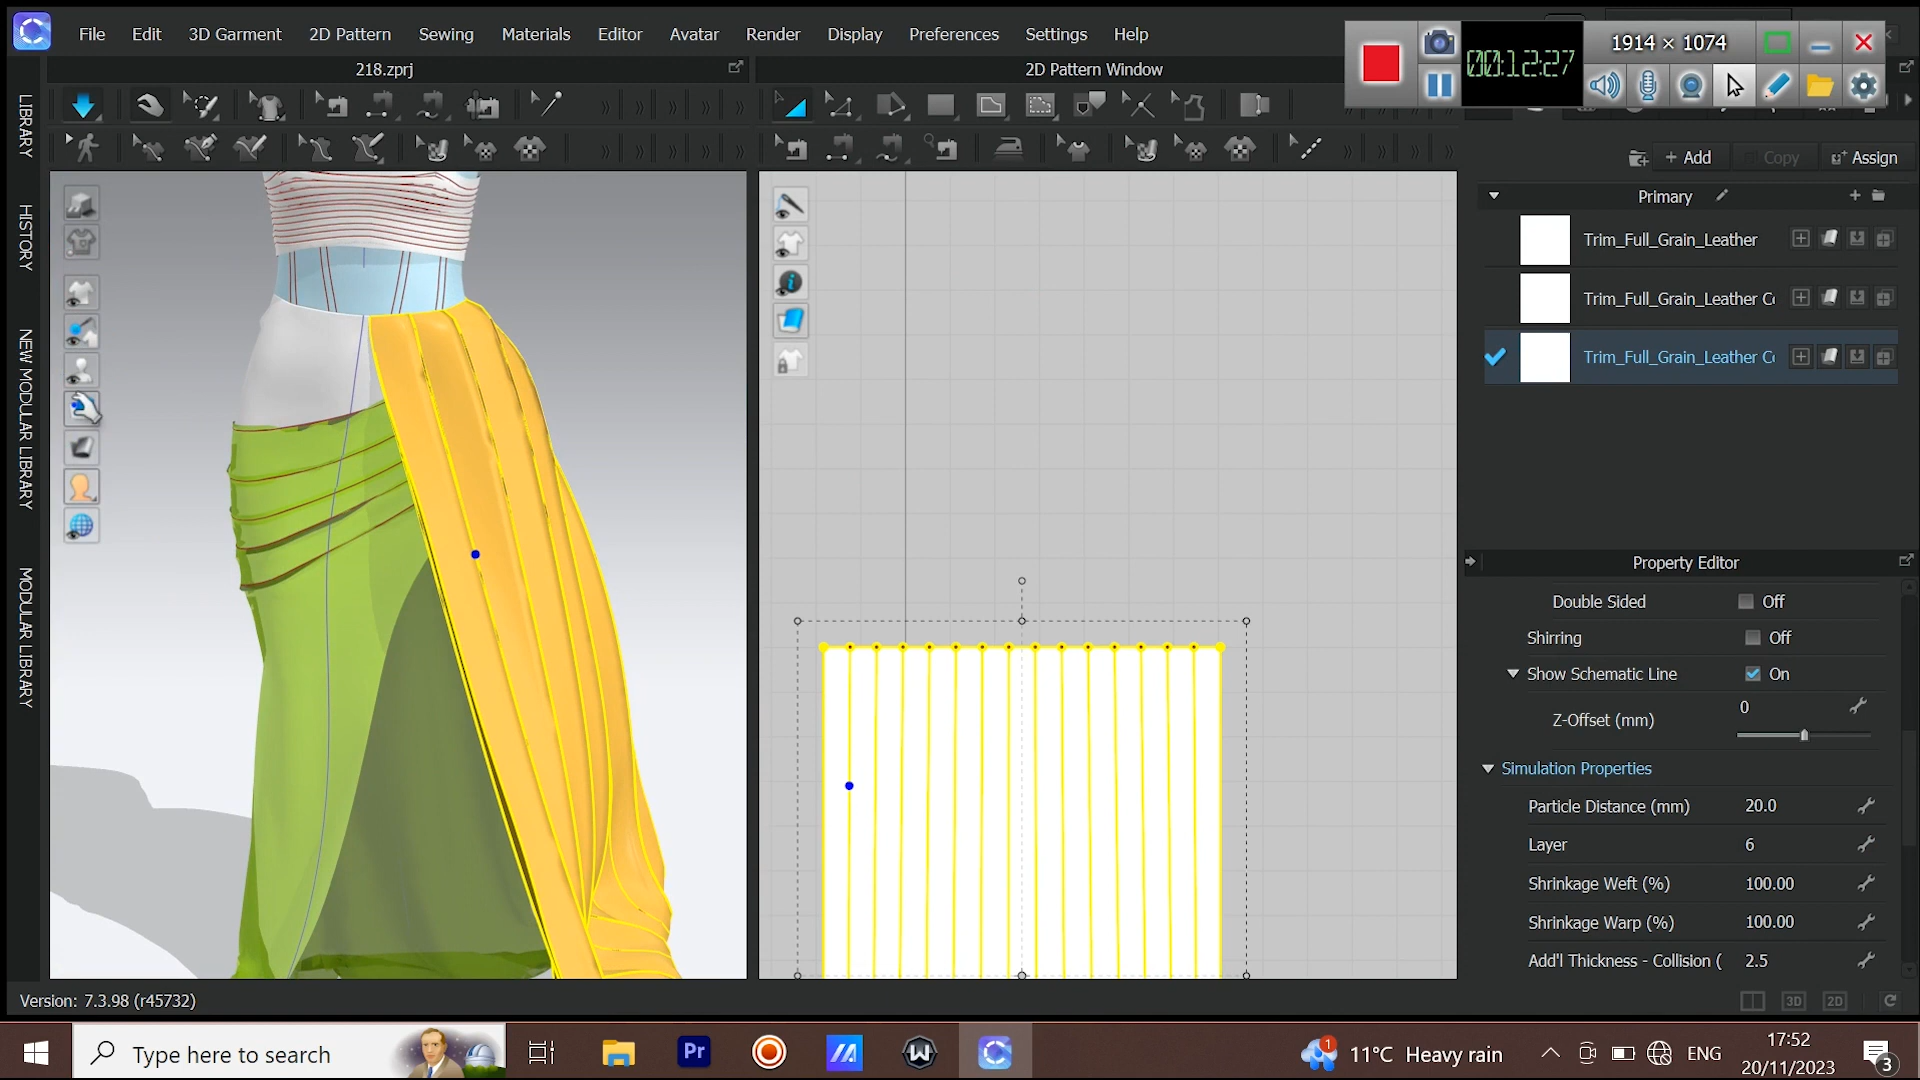 File Edit 3D Garment 2D Pattern Sewing Materials Editor Avatar Render Display Preferences Settings Help
00:12:27
1914 × 1074
218.zprj
2D Pattern Window
LIBRARY
HISTORY
NEW MODULAR LIBRARY
MODULAR LIBRARY
+ Add
Copy
Assign
Primary
Trim_Full_Grain_Leather
Trim_Full_Grain_Leather Co
Trim_Full_Grain_Leather Co
Property Editor
Double Sided Off
Shirring Off
Show Schematic Line On
Z-Offset (mm) 0
Simulation Properties
Particle Distance (mm) 20.0
Layer 6
Shrinkage Weft (%) 100.00
Shrinkage Warp (%) 100.00
Add'l Thickness - Collision ( 2.5
Version: 7.3.98 (r45732)
3D
2D
Type here to search
Pr
1
11°C Heavy rain
ENG
17:52
20/11/2023
3